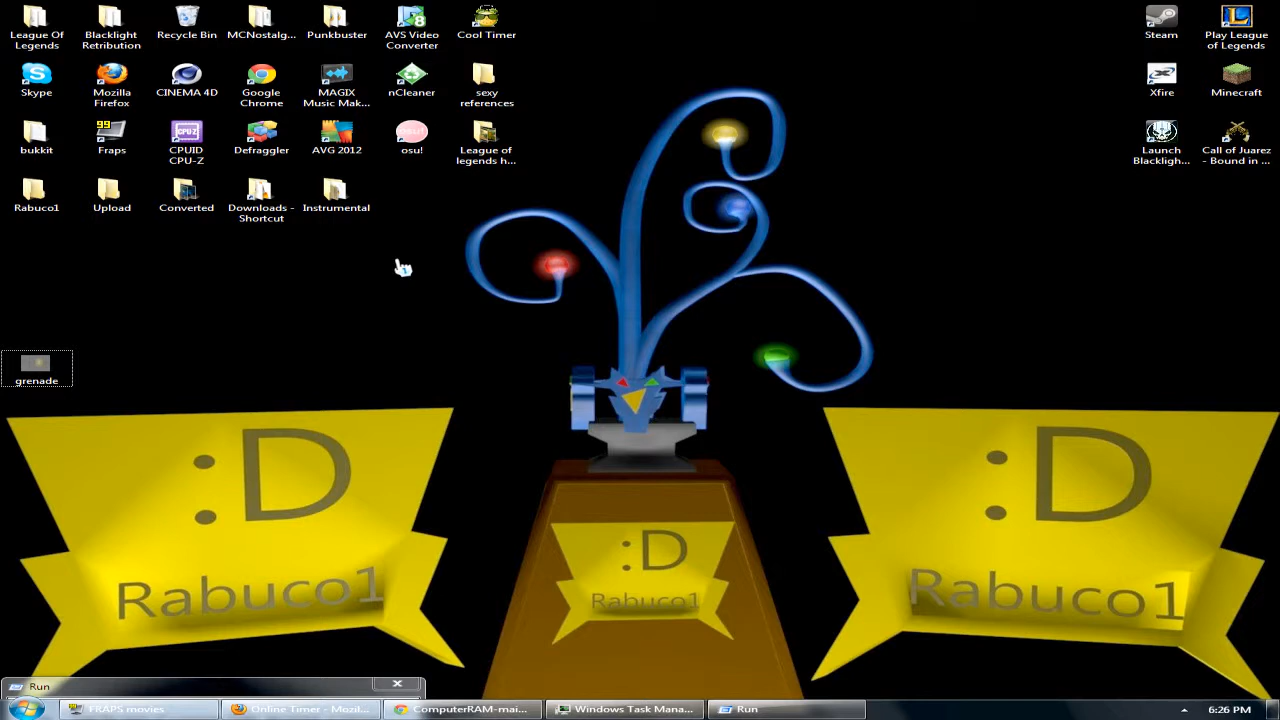 League Of
Legends
Blacklight
Retribution
Recycle Bin
MCNostalg...
Punkbuster
AVS Video
Converter
Cool Timer
Steam
Play League
of Legends
Skype
Mozilla
Firefox
CINEMA 4D
Google
Chrome
MAGIX
Music Mak...
nCleaner
sexy
references
Xfire
Minecraft
bukkit
99
Fraps
CPU-Z
CPUID
CPU-Z
Defraggler
AVG 2012
osu!
osu!
League of
legends h...
Launch
Blackligh...
Call of Juarez
- Bound in ...
Rabuco1
Upload
Converted
Downloads -
Shortcut
Instrumental
grenade
:D
Rabuco1
:D
Rabuco1
:D
Rabuco1
Run
FRAPS movies
Online Timer - Mozil...
ComputerRAM-mai...
Windows Task Mana...
Run
6:26 PM